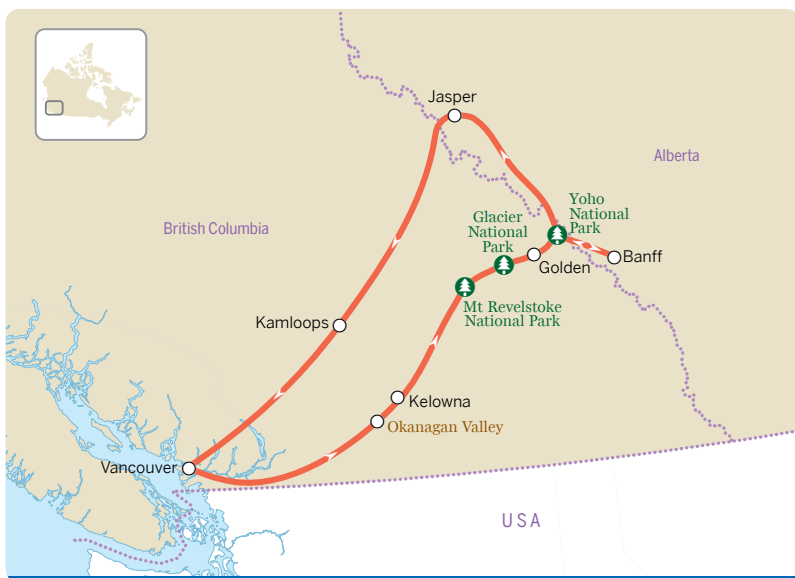 Jasper
Alberta
British Columbia
Yoho
National
Park
Glacier
National
Park
Golden
Banff
Mt Revelstoke
National Park
Kamloops
Kelowna
Okanagan Valley
Vancouver
USA